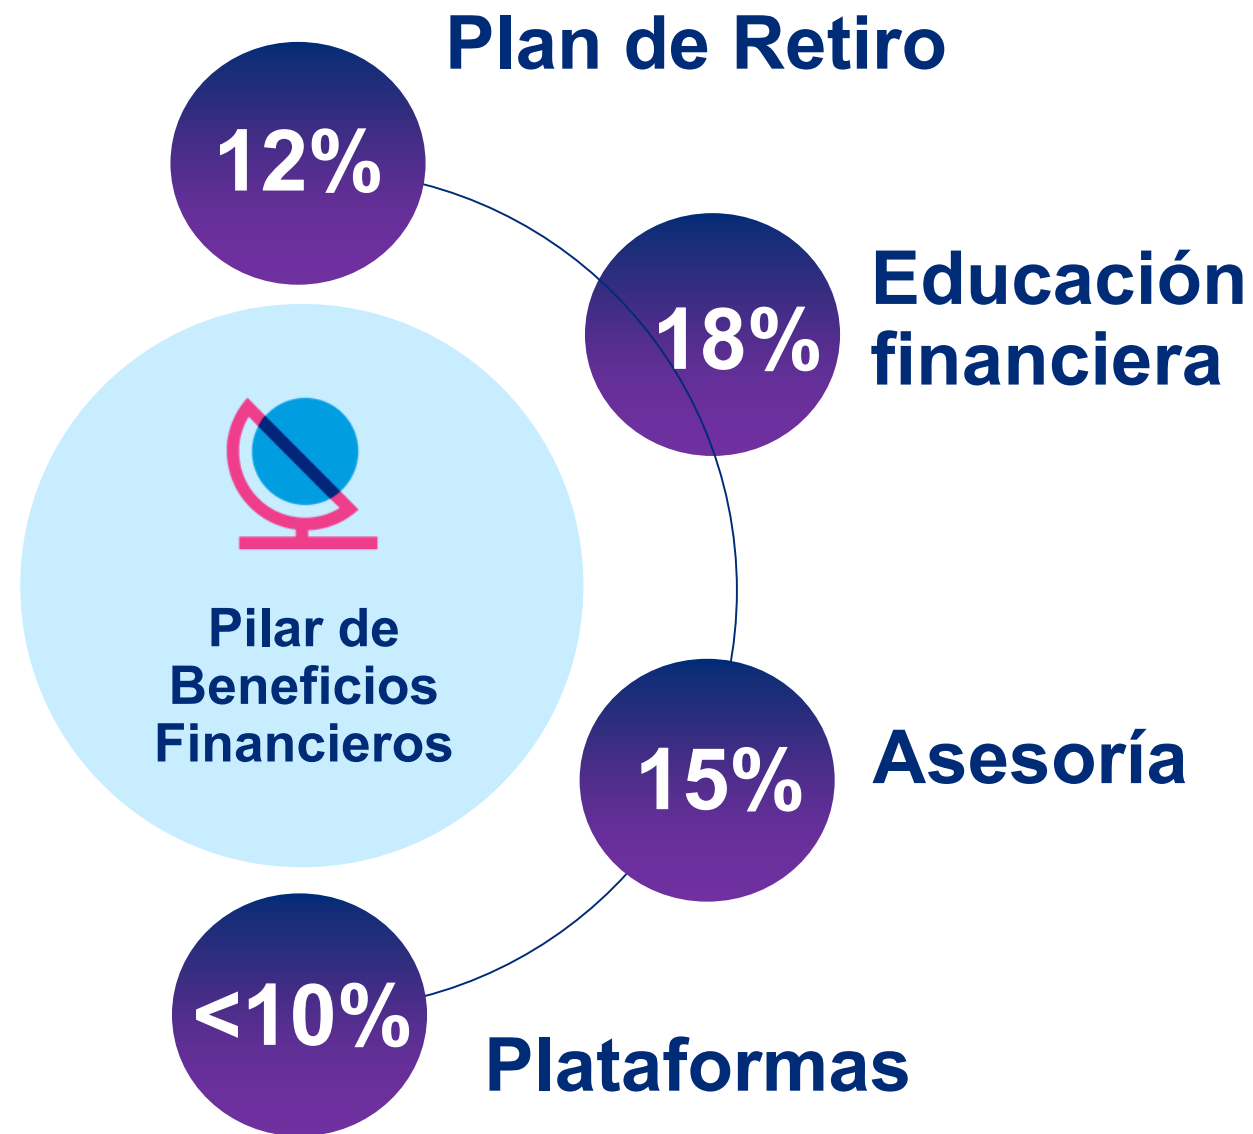 Plan de Retiro
12%
18%
Educación
financiera
Pilar de
Beneficios
Financieros
15%
Asesoría
<10%
Plataformas